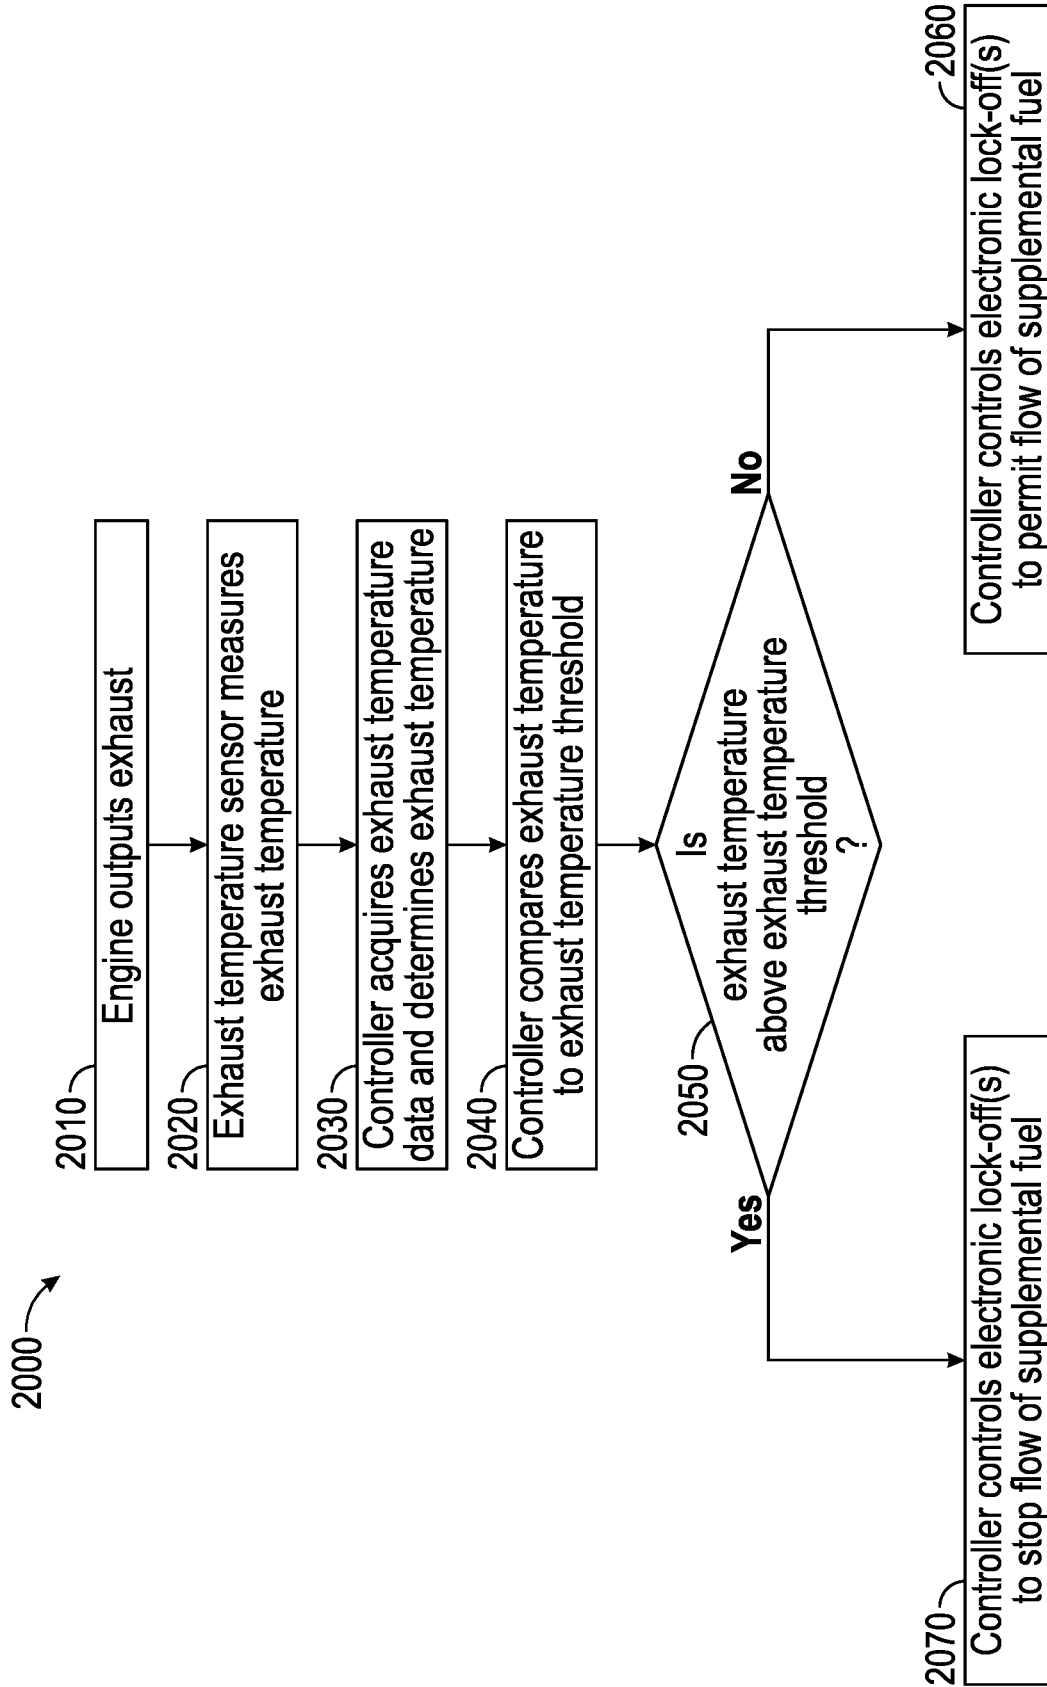 2000
2010
Engine outputs exhaust
2020
Exhaust temperature sensor measures
exhaust temperature
2030
Controller acquires exhaust temperature
data and determines exhaust temperature
2040
Controller compares exhaust temperature
to exhaust temperature threshold
2050
Is
exhaust temperature
above exhaust temperature
threshold
?
Yes
No
2070
Controller controls electronic lock-off(s)
to stop flow of supplemental fuel
2060
Controller controls electronic lock-off(s)
to permit flow of supplemental fuel